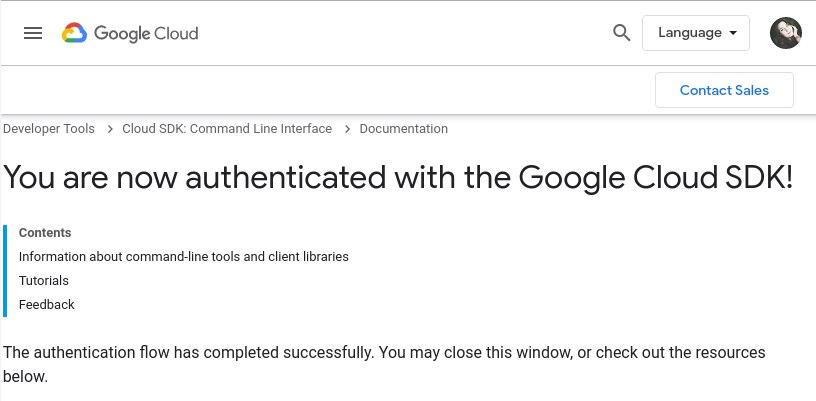 Google Cloud
Language
Contact Sales
Developer Tools > Cloud SDK: Command Line Interface > Documentation
You are now authenticated with the Google Cloud SDK!
Contents
Information about command-line tools and client libraries
Tutorials
Feedback
The authentication flow has completed successfully. You may close this window, or check out the resources
below.